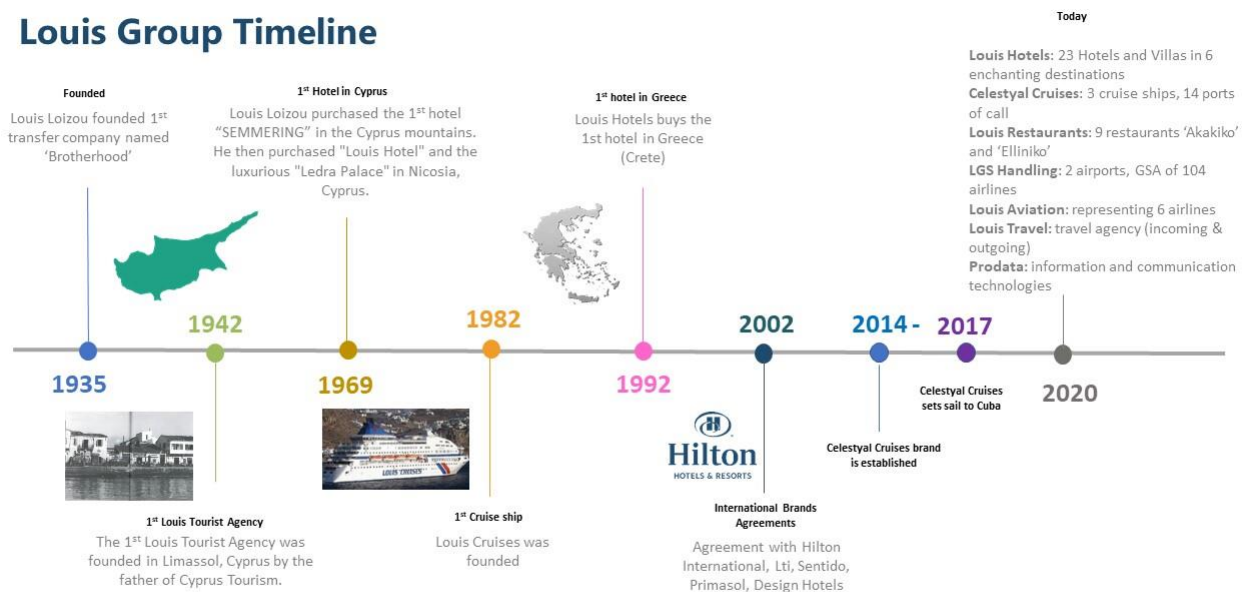 Louis Group Timeline
Founded
Louis Loizou founded 1st
transfer company named
‘Brotherhood’
1st Hotel in Cyprus
Louis Loizou purchased the 1st hotel
“SEMMERING” in the Cyprus mountains.
He then purchased "Louis Hotel" and the
luxurious "Ledra Palace" in Nicosia,
Cyprus.
1st hotel in Greece
Louis Hotels buys the
1st hotel in Greece
(Crete)
Today
Louis Hotels: 23 Hotels and Villas in 6
enchanting destinations
Celestyal Cruises: 3 cruise ships, 14 ports
of call
Louis Restaurants: 9 restaurants ‘Akakiko’
and ‘Elliniko’
LGS Handling: 2 airports, GSA of 104
airlines
Louis Aviation: representing 6 airlines
Louis Travel: travel agency (incoming &
outgoing)
Prodata: information and communication
technologies
1935
1942
1969
1982
1992
2002
2014 -
2017
2020
1st Louis Tourist Agency
The 1st Louis Tourist Agency was
founded in Limassol, Cyprus by the
father of Cyprus Tourism.
LOUIS CRUISES
1st Cruise ship
Louis Cruises was
founded
H
Hilton
HOTELS & RESORTS
International Brands
Agreements
Agreement with Hilton
International, Lti, Sentido,
Primasol, Design Hotels
Celestyal Cruises brand
is established
Celestyal Cruises
sets sail to Cuba